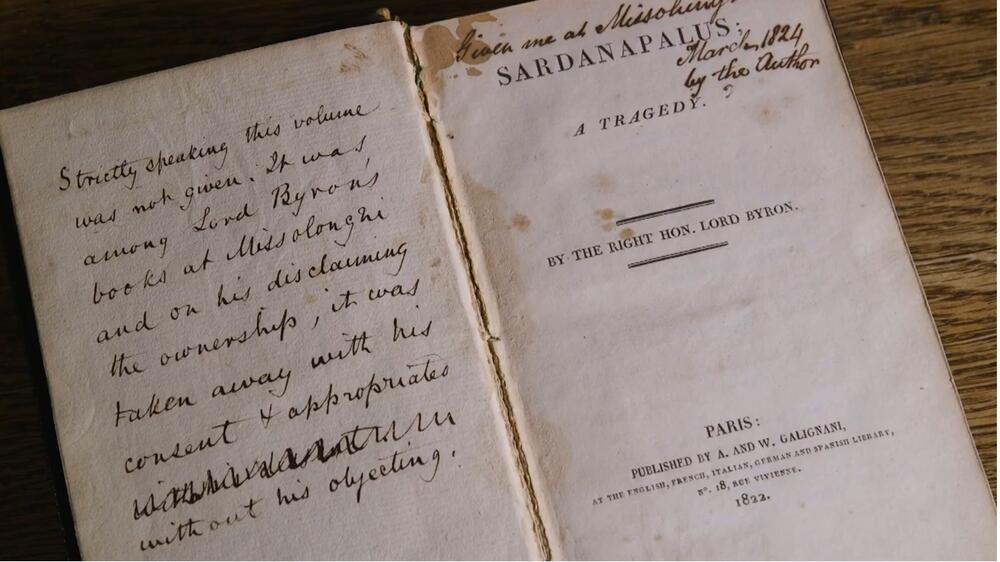 Strictly speaking this volume
was not given. It was,
among Lord Byron's
books at Missolonghi
and on his disclaiming
the ownership, it was
taken away with his
consent & appropriated
without his objecting.
Given me at Missolonghi
March, 1824
by the Author
SARDANAPALUS;
A TRAGEDY.
BY THE RIGHT HON. LORD BYRON.
PARIS:
PUBLISHED BY A. AND W. GALIGNANI,
AT THE ENGLISH, FRENCH, ITALIAN, GERMAN AND SPANISH LIBRARY,
N°. 18, RUE VIVIENNE.
1822.